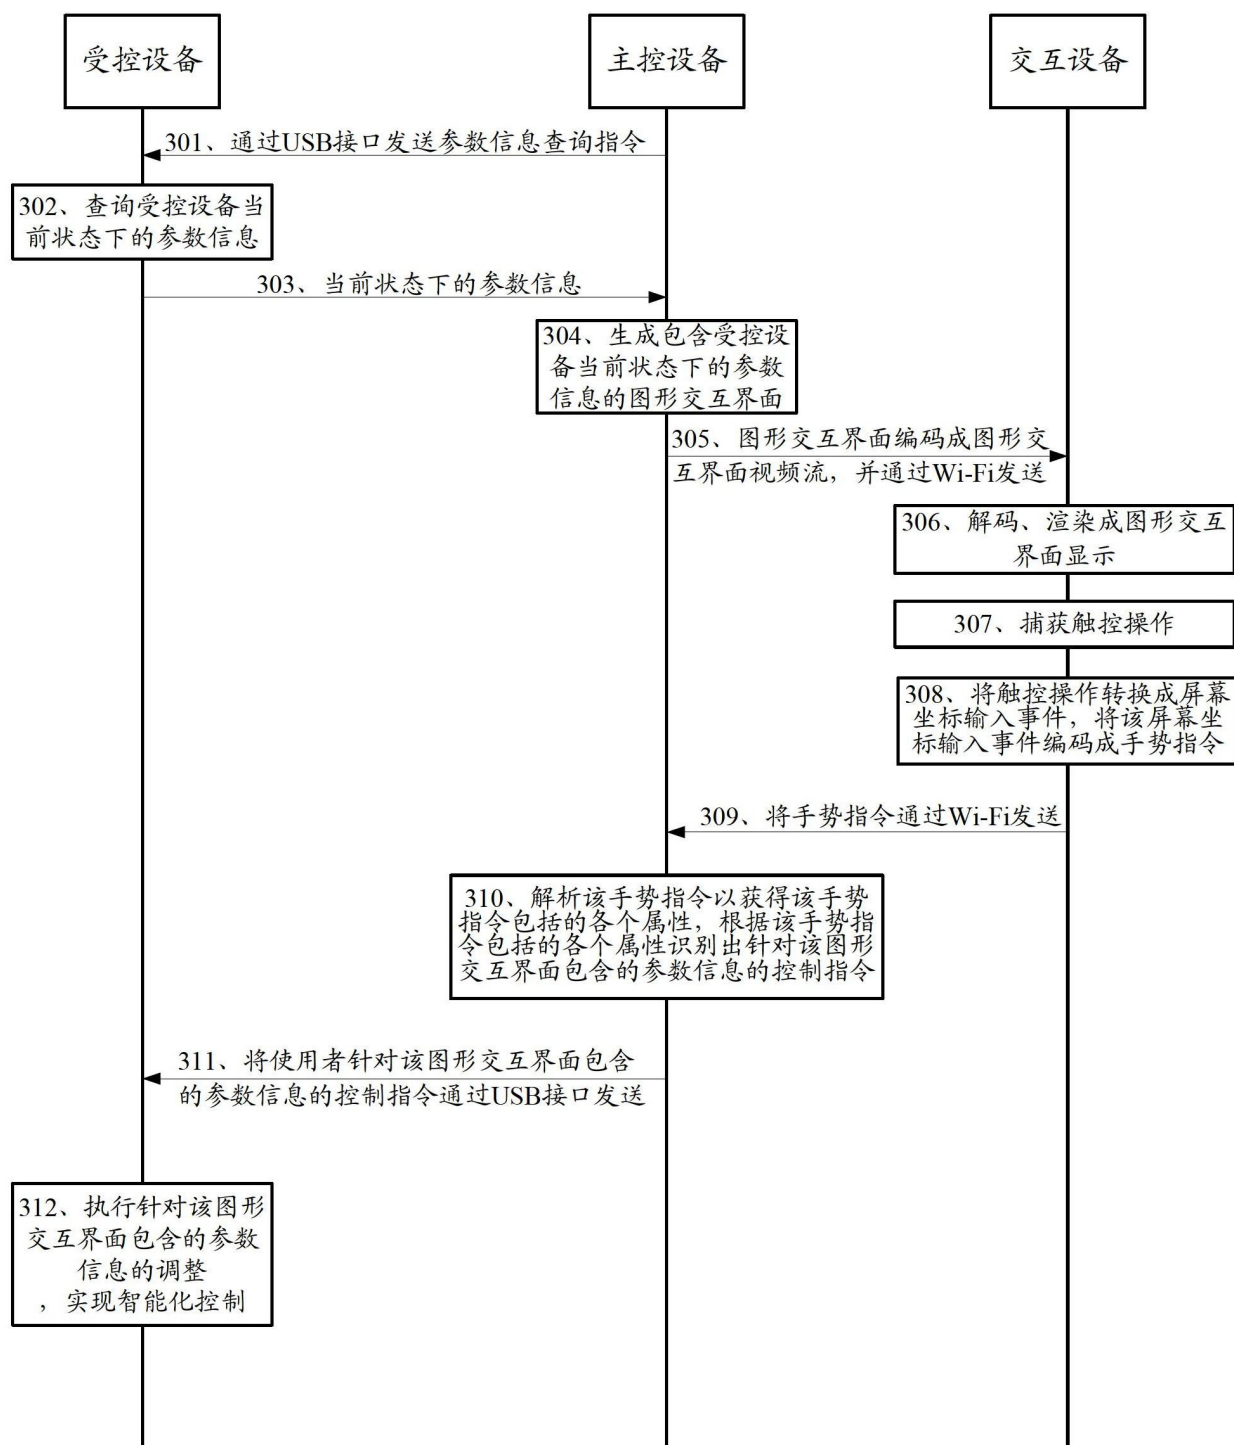 受控设备
主控设备
交互设备
301、通过USB接口发送参数信息查询指令
302、查询受控设备当
前状态下的参数信息
303、当前状态下的参数信息
304、生成包含受控设
备当前状态下的参数
信息的图形交互界面
305、图形交互界面编码成图形交
互界面视频流，并通过Wi-Fi发送
306、解码、渲染成图形交互
界面显示
307、捕获触控操作
308、将触控操作转换成屏幕
坐标输入事件，将该屏幕坐
标输入事件编码成手势指令
309、将手势指令通过Wi-Fi发送
310、解析该手势指令以获得该手势
指令包括的各个属性，根据该手势指
令包括的各个属性识别出针对该图形
交互界面包含的参数信息的控制指令
311、将使用者针对该图形交互界面包含
的参数信息的控制指令通过USB接口发送
312、执行针对该图形
交互界面包含的参数
信息的调整
，实现智能化控制